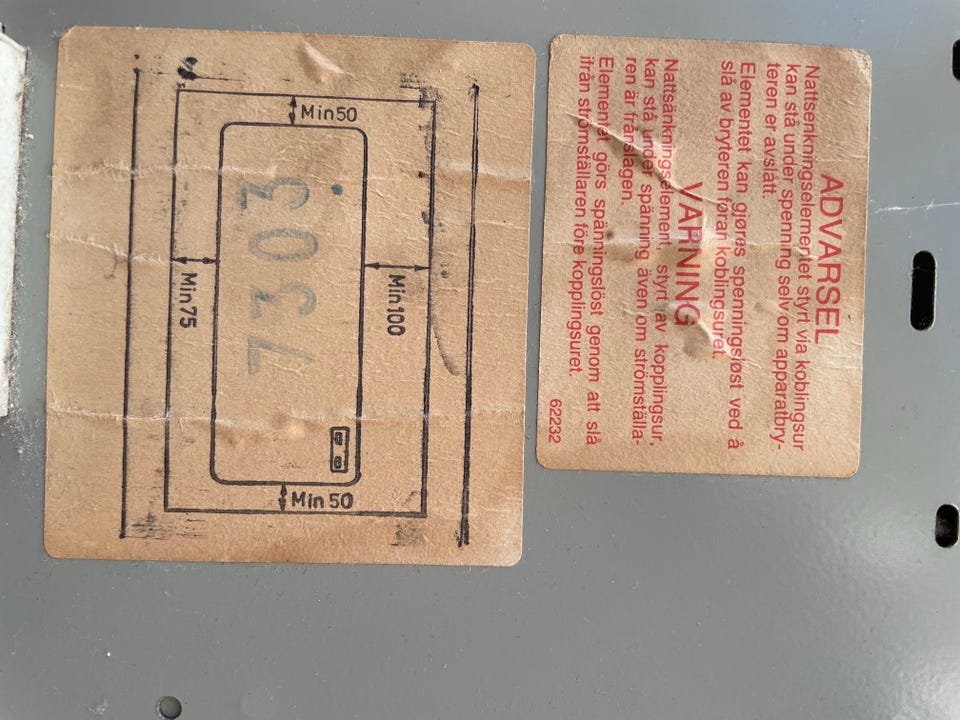 Min50
Min100
Min75
7303
Min50
ADVARSEL
Nattsenkningselementet styrt via koblingsur
kan stå under spenning selv om apparatbry-
teren er avslått.
Elementet kan gjøres spenningsløst ved å
slå av bryteren foran koblingsuret.
VARNING
Nattsänkningselement, styrt av kopplingsur,
kan stå under spänning även om strömställa-
ren är frånslagen.
Elementet görs spänningslöst genom att slå
ifrån strömställaren före kopplingsuret.
62232